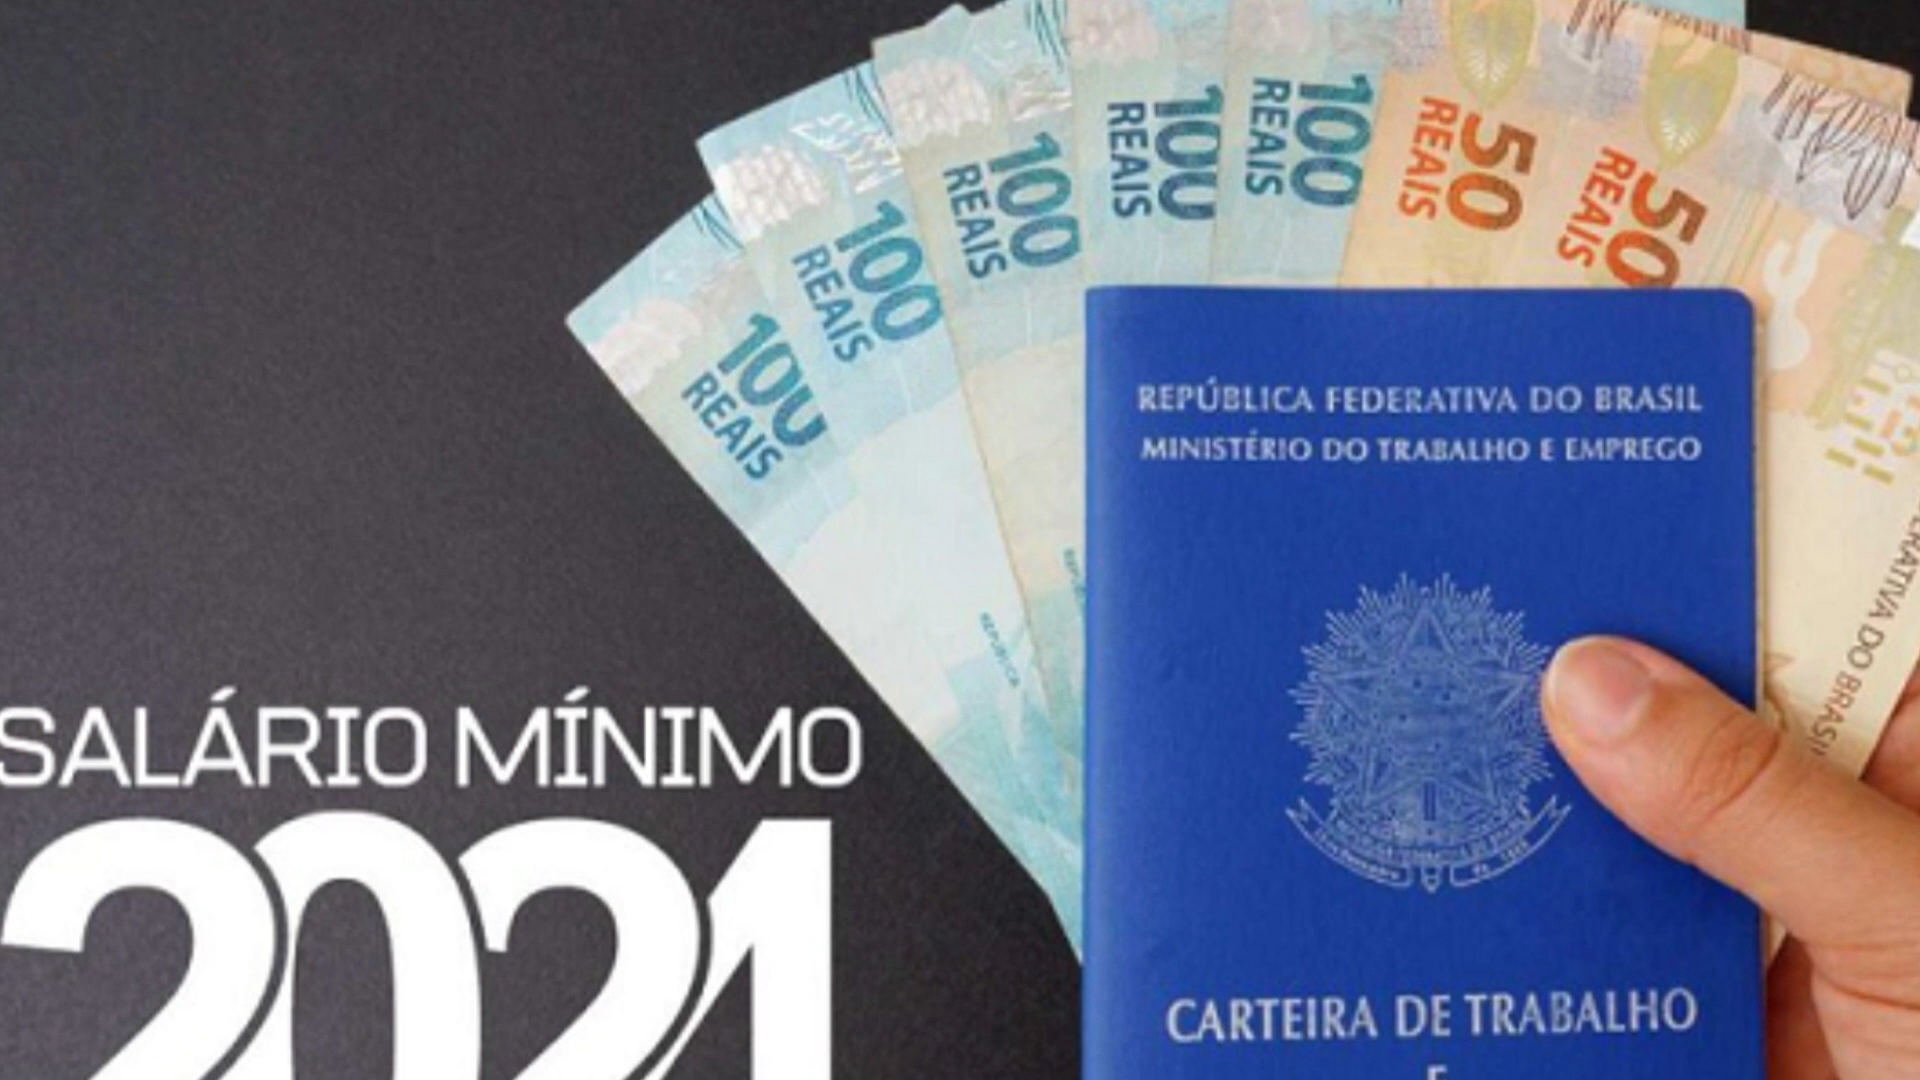 100
REAIS
100
REAIS
100
REAIS
100
REAIS
100
REAIS
50
REAIS
50
REAIS
REPÚBLICA FEDERATIVA DO BRASIL
MINISTÉRIO DO TRABALHO E EMPREGO
CARTEIRA DE TRABALHO
E
SALÁRIO MÍNIMO
2021